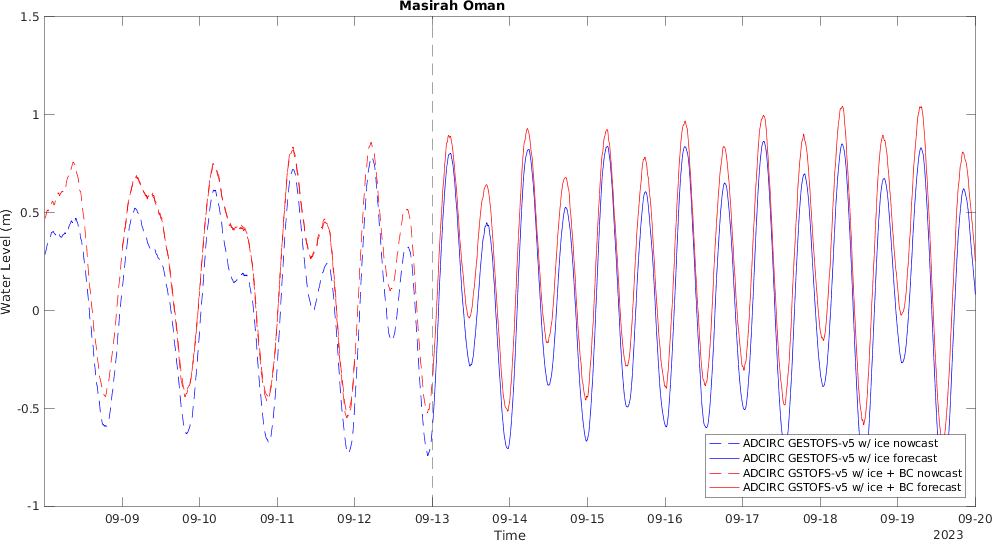 Masirah Oman
1.5
1
0.5
0
-0.5
-1
Water Level (m)
ADCIRC GESTOFS-v5 w/ ice nowcast
ADCIRC GESTOFS-v5 w/ ice forecast
ADCIRC GSTOFS-v5 w/ ice + BC nowcast
ADCIRC GSTOFS-v5 w/ ice + BC forecast
09-09 09-10 09-11 09-12 09-13 09-14 09-15 09-16 09-17 09-18 09-19 09-20
Time
2023